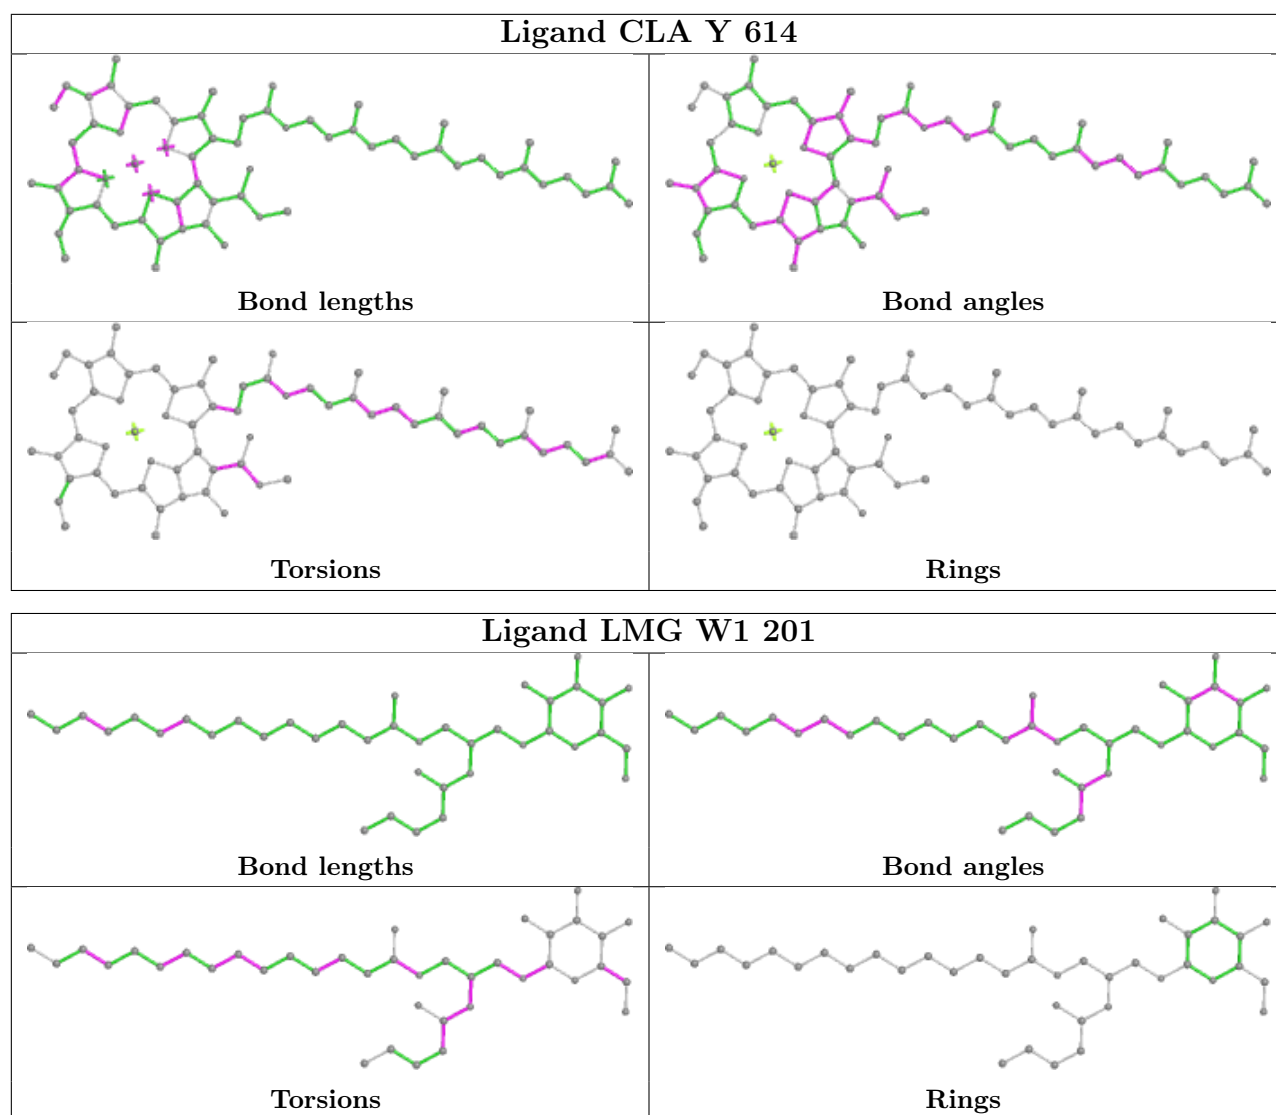 Ligand CLA Y 614
Bond lengths
Bond angles
Torsions
Rings
Ligand LMG W1 201
Bond lengths
Bond angles
Torsions
Rings